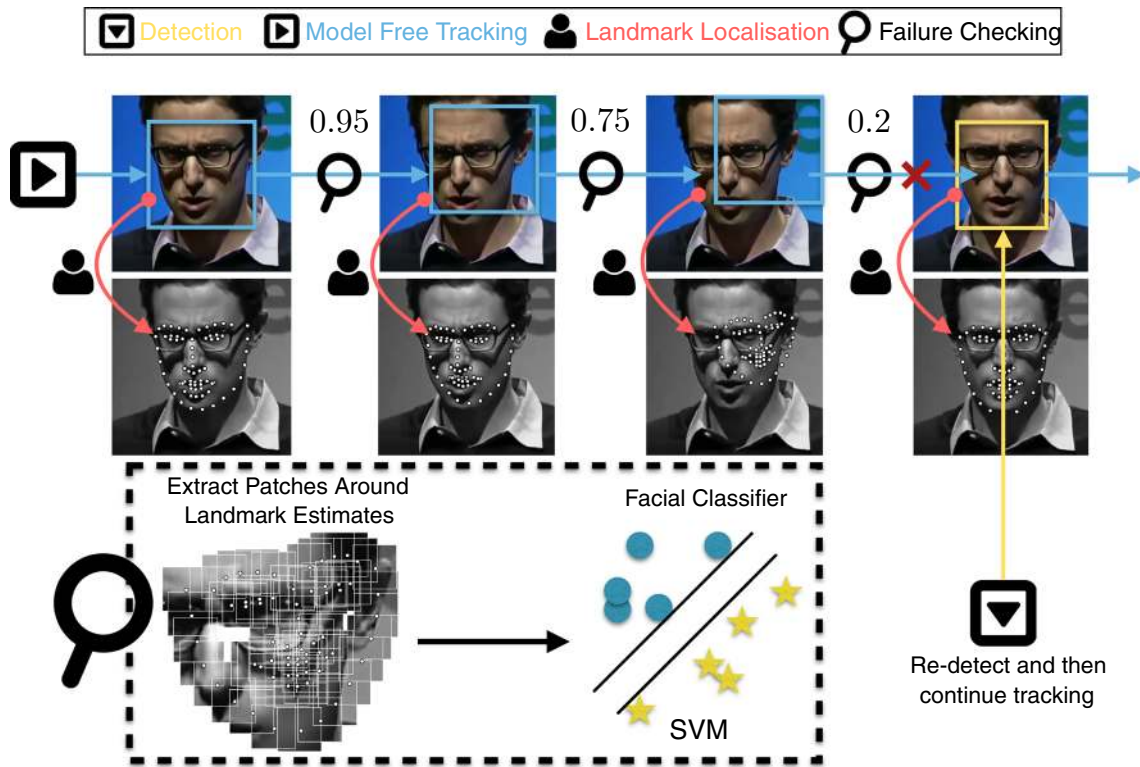 Detection Model Free Tracking Landmark Localisation Failure Checking
0.95 0.75 0.2
Extract Patches Around
Landmark Estimates
Facial Classifier
SVM
Re-detect and then
continue tracking